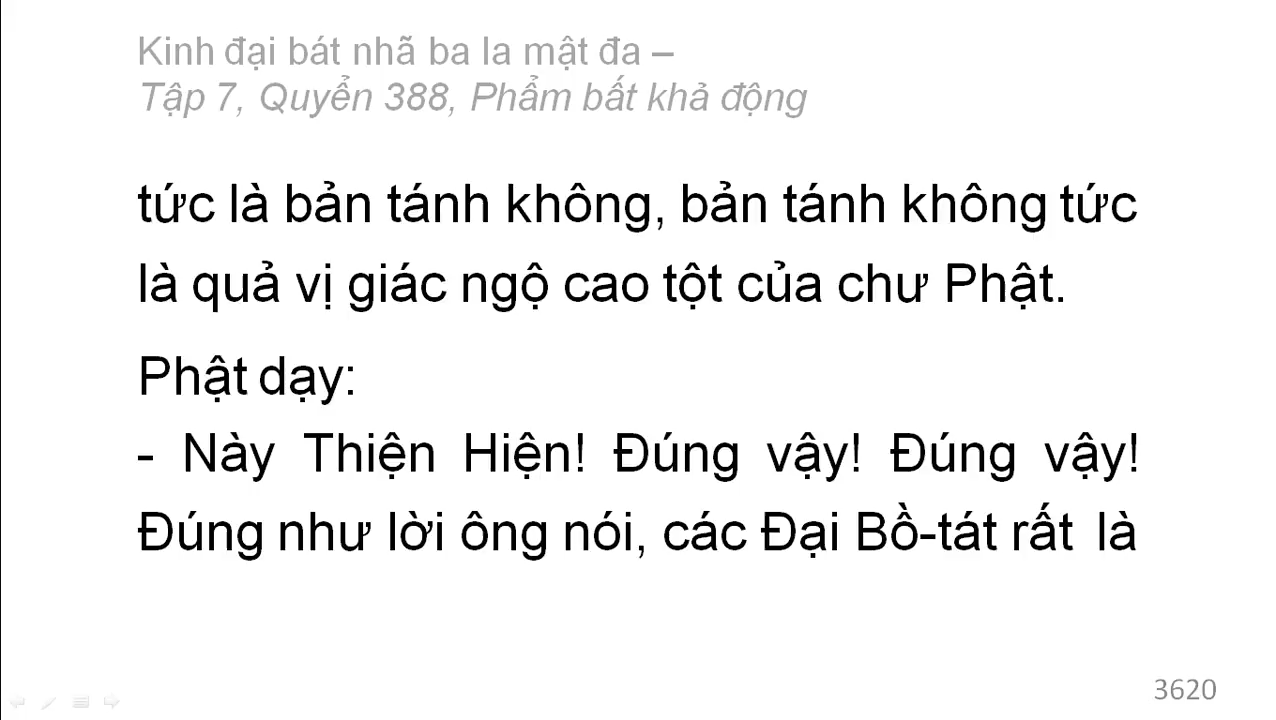 Kinh đại bát nhã ba la mật đa –
Tập 7, Quyển 388, Phẩm bất khả động
tức là bản tánh không, bản tánh không tức
là quả vị giác ngộ cao tột của chư Phật.
Phật dạy:
- Này Thiện Hiện! Đúng vậy! Đúng vậy!
Đúng như lời ông nói, các Đại Bồ-tát rất là
3620